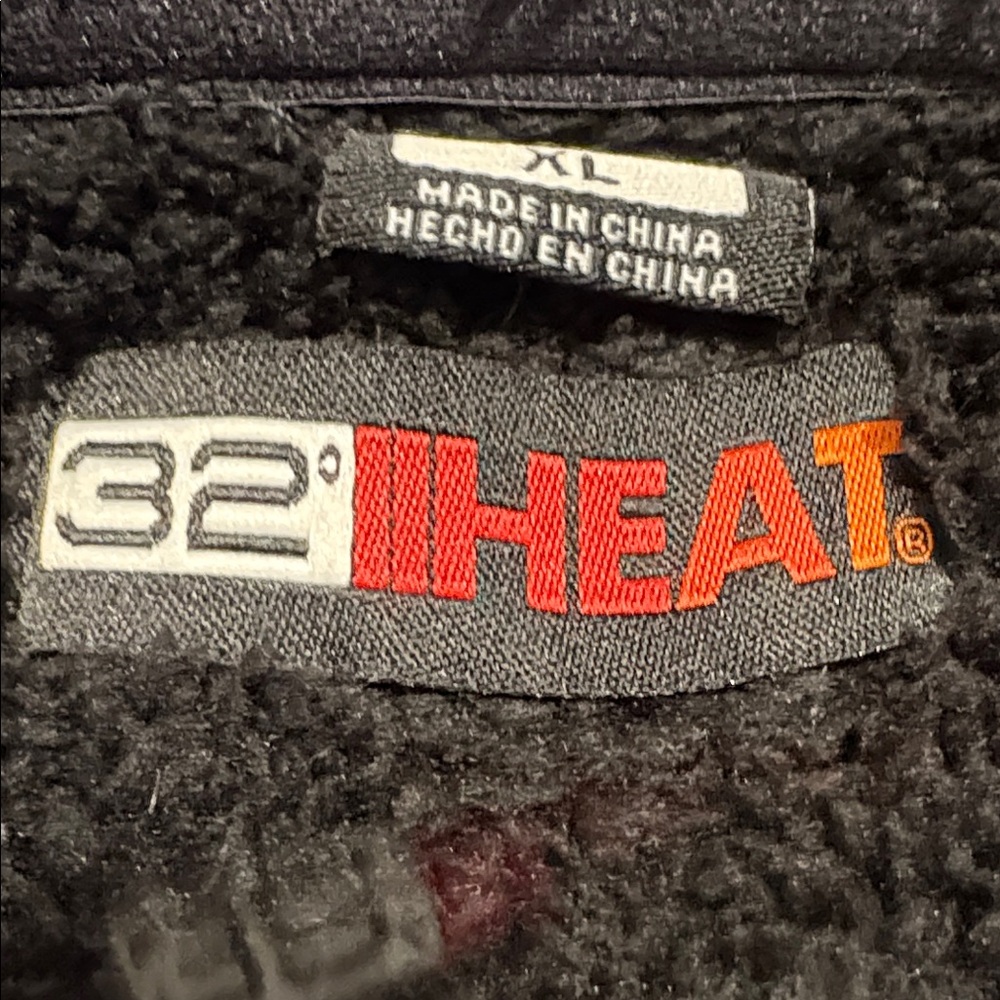 XL
MADE IN CHINA
HECHO EN CHINA
32° HEAT®